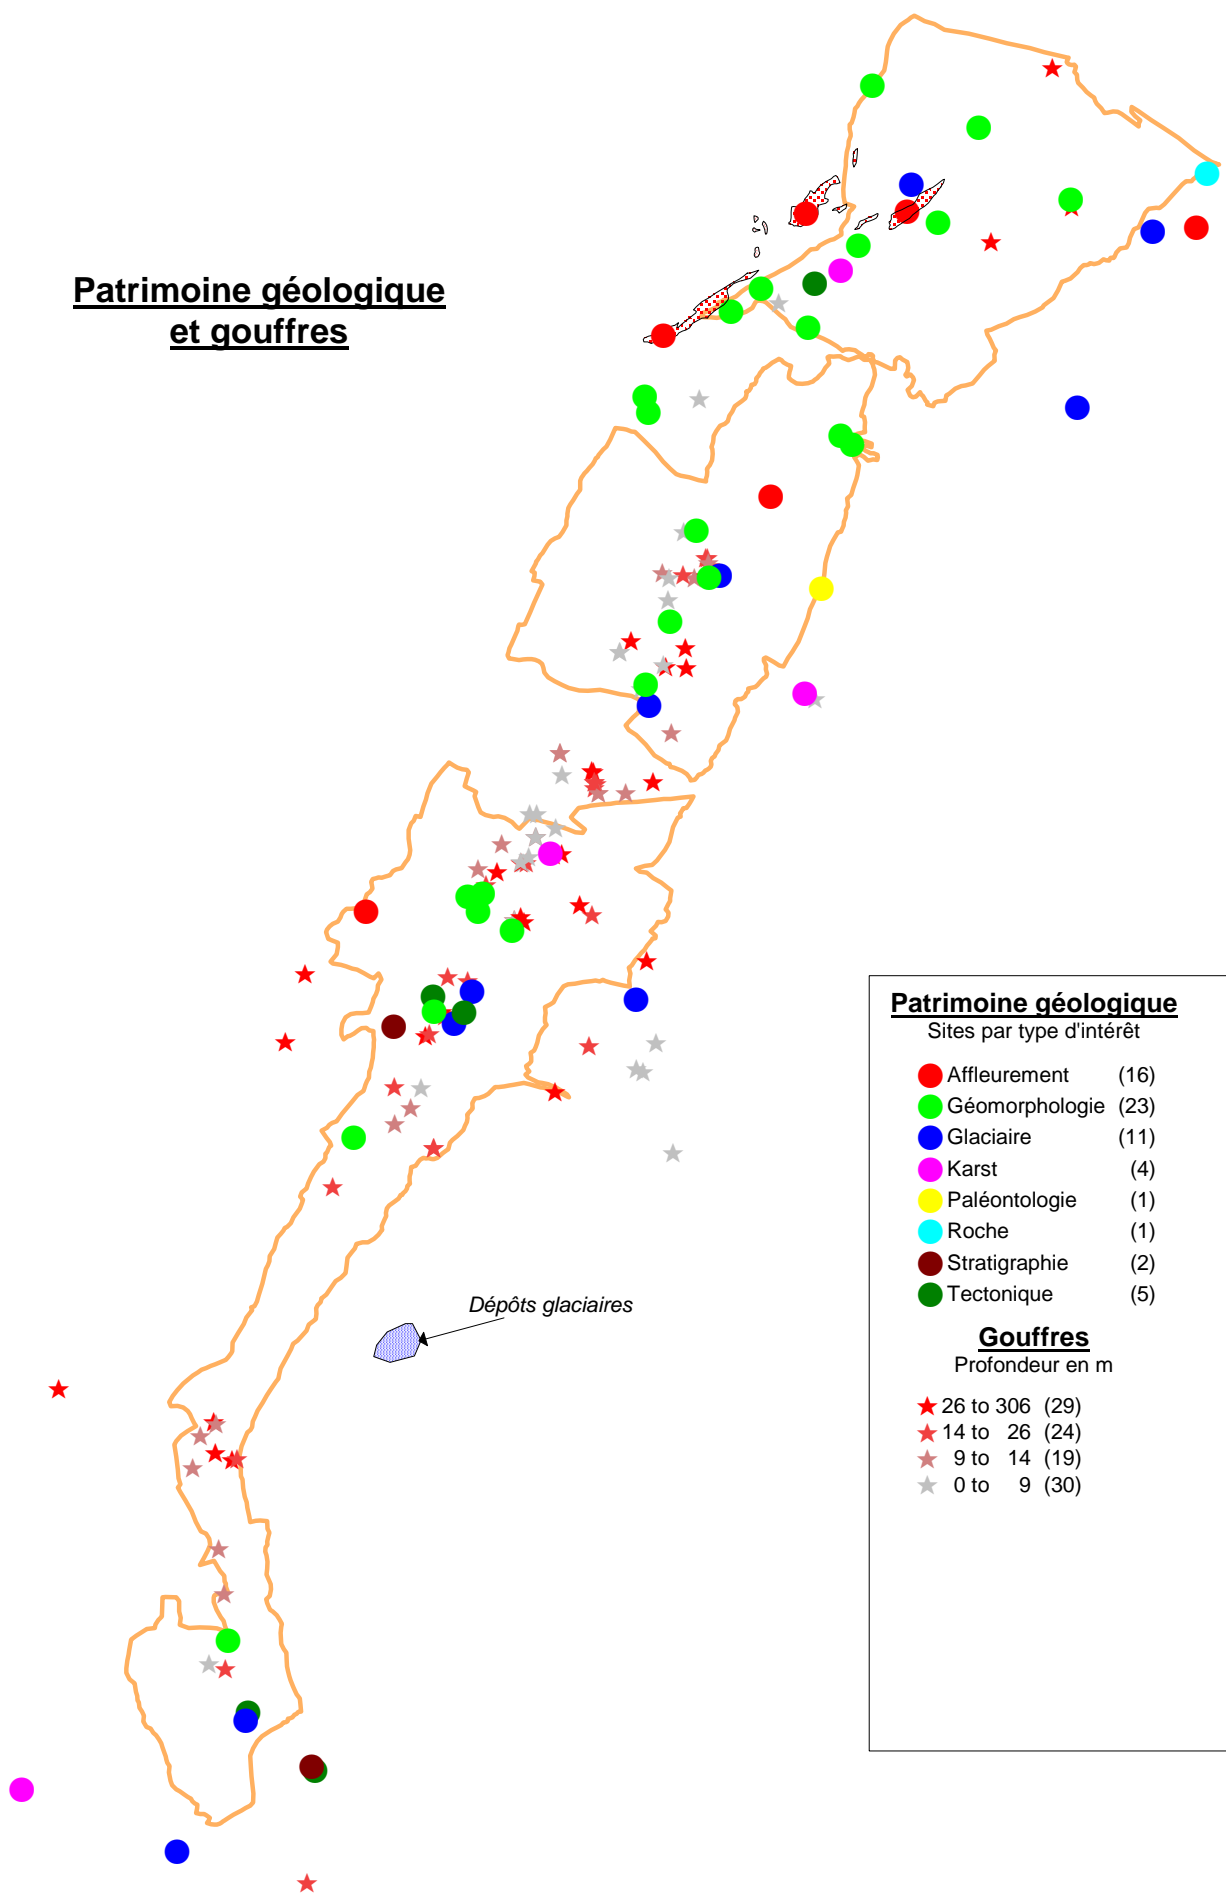 Patrimoine géologique
et gouffres
Patrimoine géologique
Sites par type d'intérêt
Affleurement (16)
Géomorphologie (23)
Glaciaire (11)
Karst (4)
Paléontologie (1)
Roche (1)
Stratigraphie (2)
Tectonique (5)
Dépôts glaciaires
Gouffres
Profondeur en m
26 to 306 (29)
14 to 26 (24)
9 to 14 (19)
0 to 9 (30)